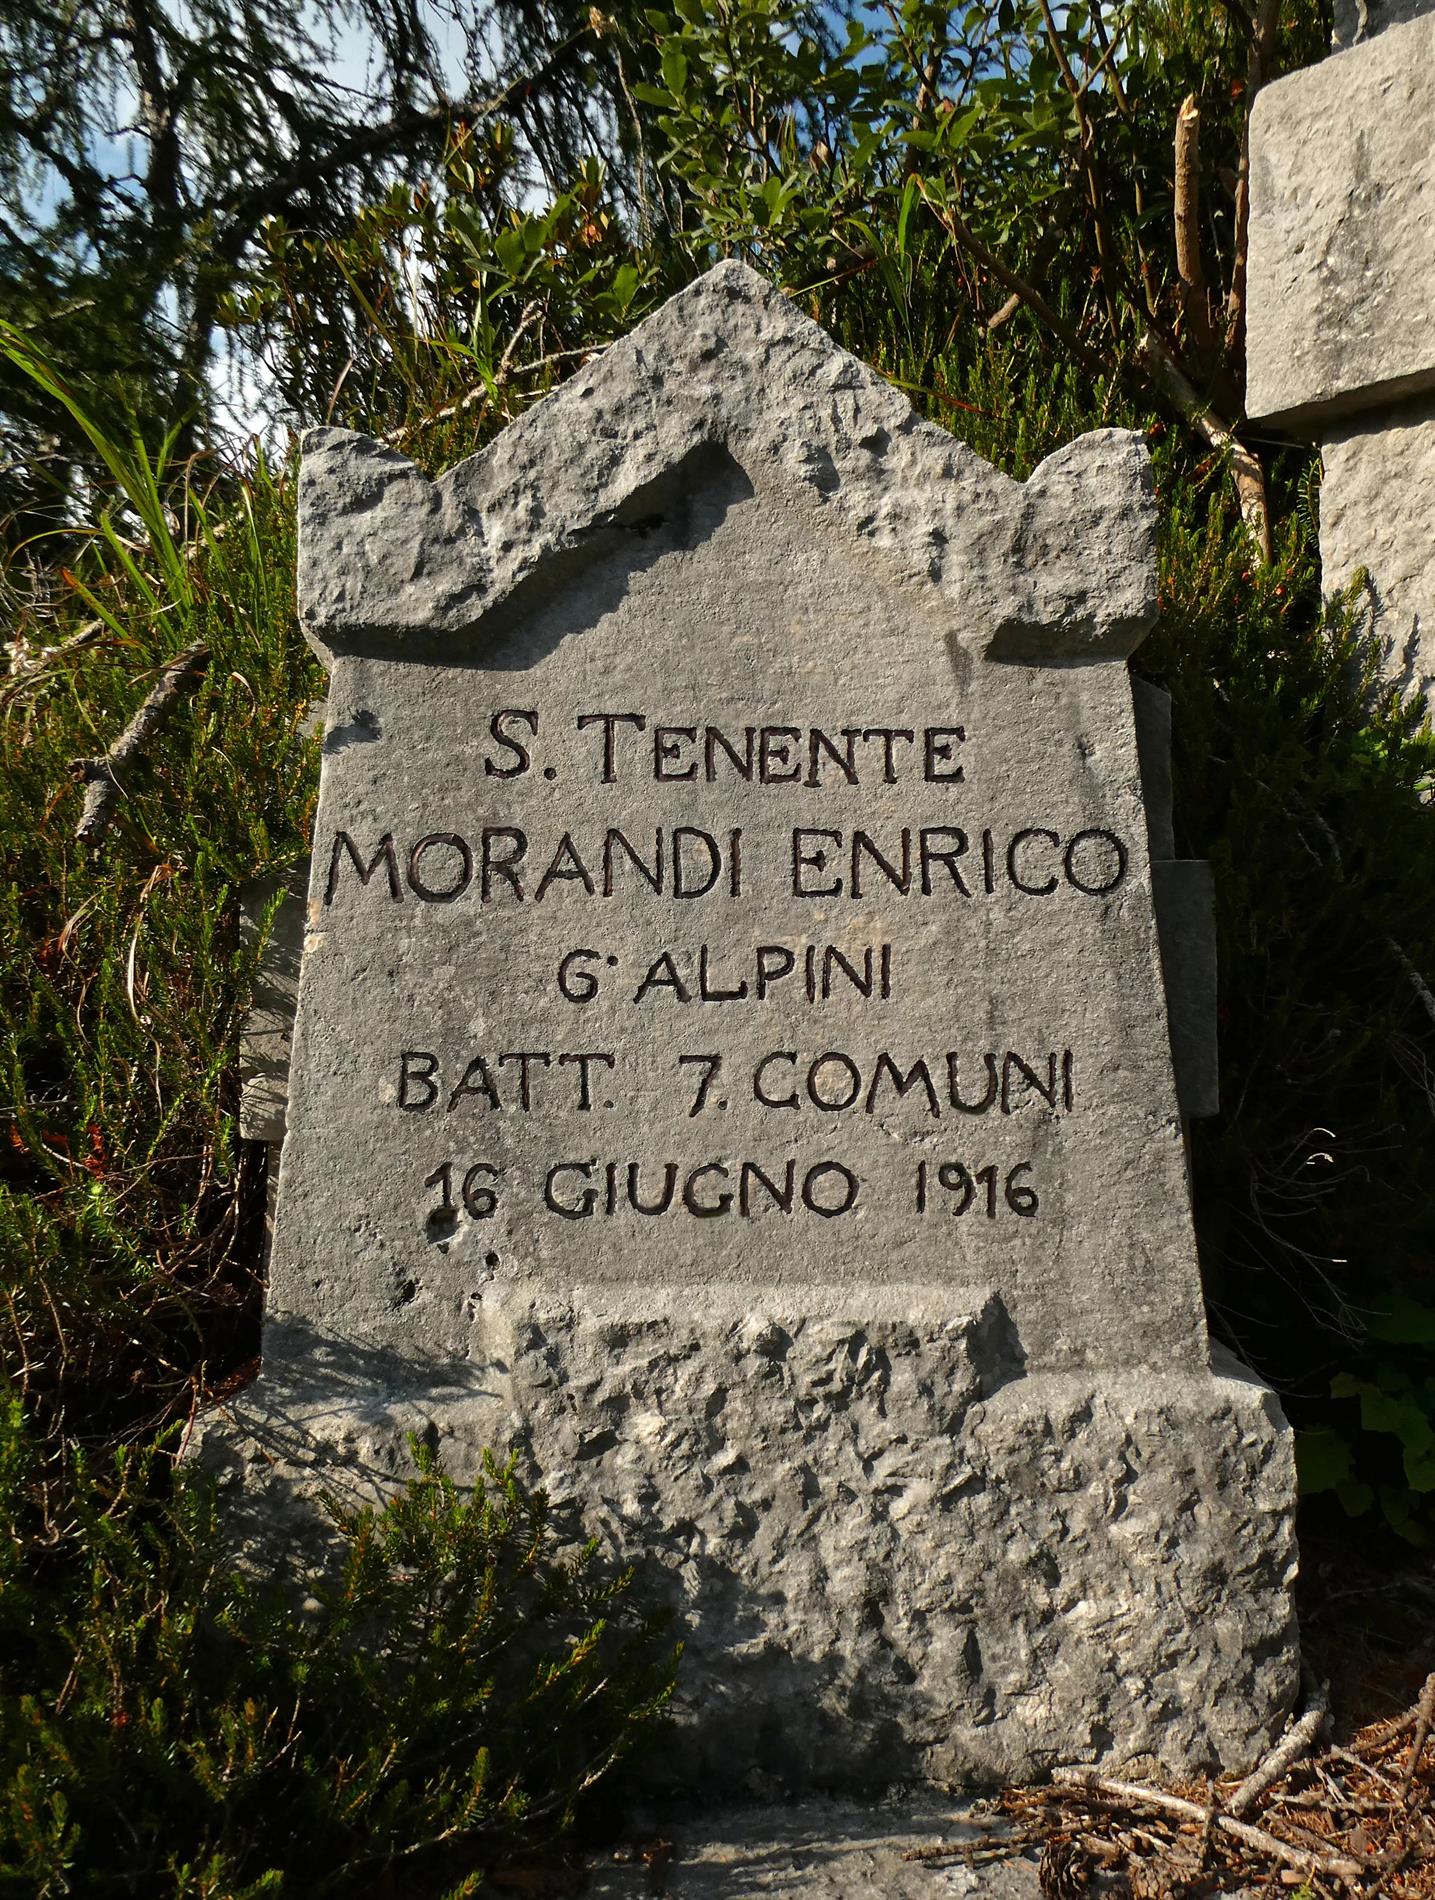 S. TENENTE
MORANDI ENRICO
6· ALPINI
BATT. 7. COMUNI
16 GIUGNO 1916